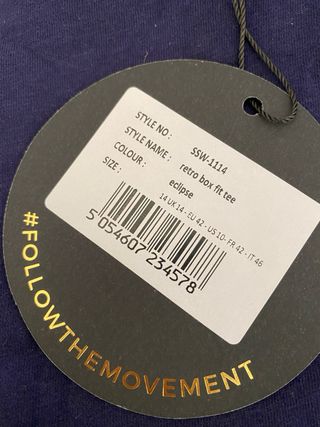 STYLE NO : SSW-1114
STYLE NAME : retro box fit tee
COLOUR : eclipse
SIZE : 14 UK 14 - EU 42 - US 10 - FR 42 - IT 46
5 054607 234578
#FOLLOWTHEMOVEMENT